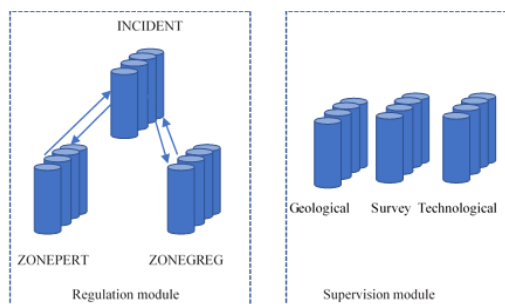 INCIDENT
ZONEPERT
ZONEGREG
Regulation module
Geological
Survey
Technological
Supervision module